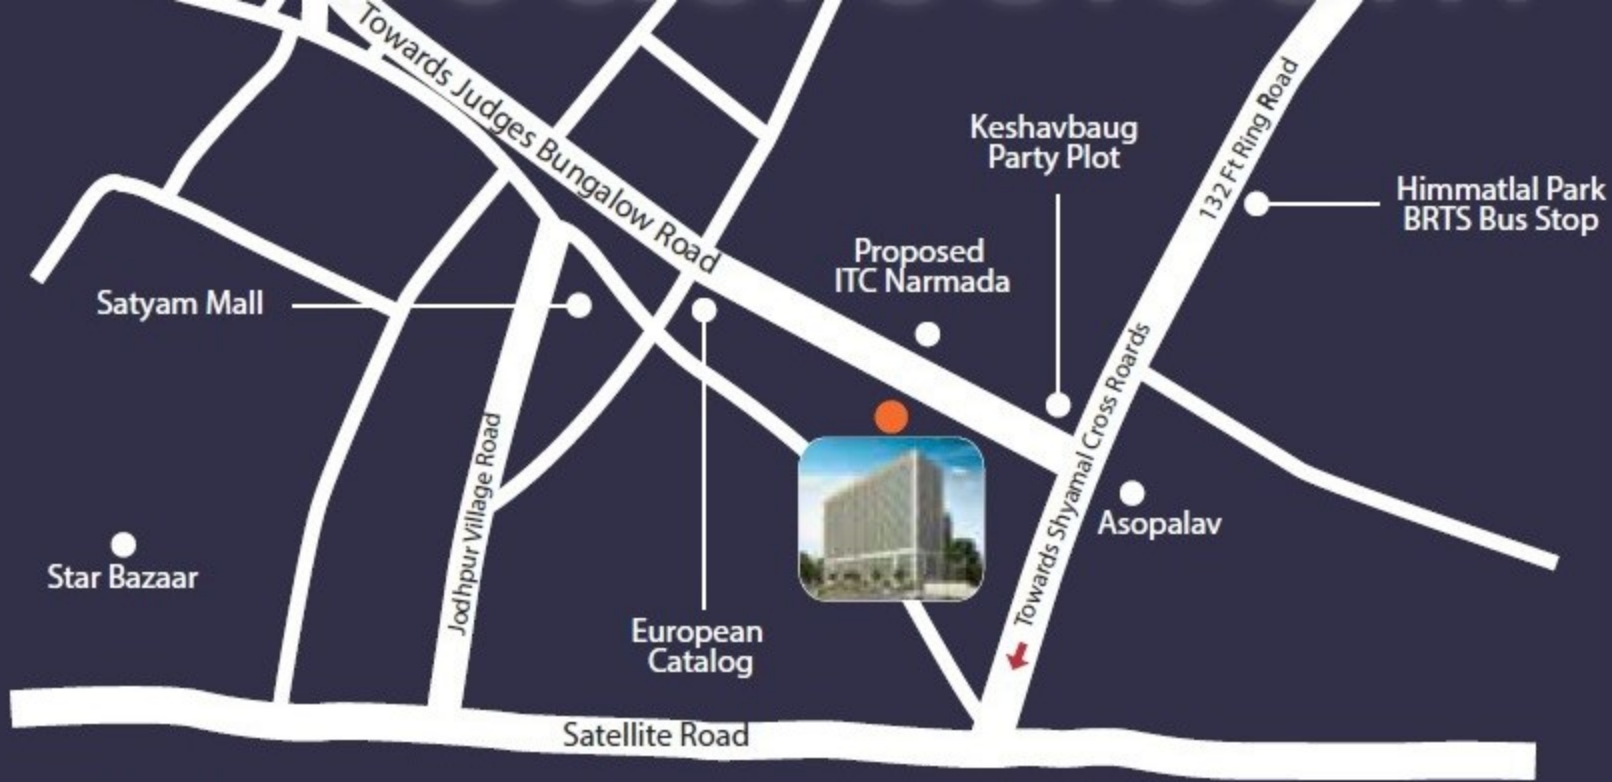 Towards Judges Bungalow Road
132 Ft Ring Road
Keshavbaug
Party Plot
Himmatlal Park
BRTS Bus Stop
Proposed
ITC Narmada
Satyam Mall
Towards Shyamal Cross Roards
Jodhpur Village Road
Asopalav
Star Bazaar
European
Catalog
Satellite Road